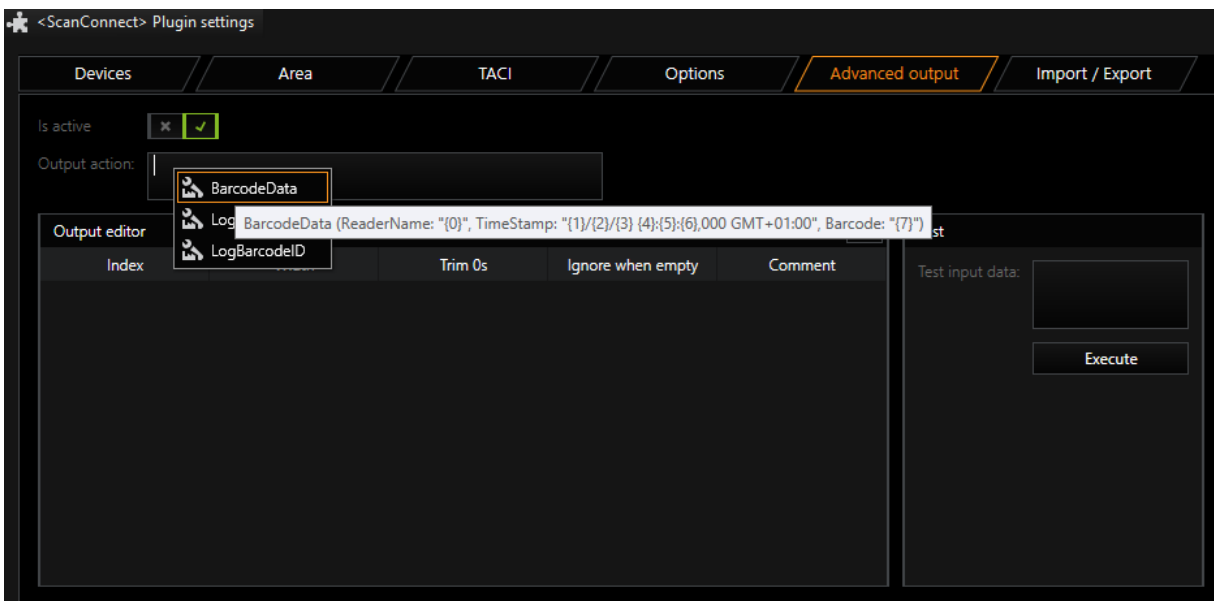 <ScanConnect> Plugin settings
Devices Area TACI Options Advanced output Import / Export
Is active
Output action:
BarcodeData
Log
BarcodeData (ReaderName: "{0}", TimeStamp: "{1}/{2}/{3} {4}:{5}:{6},000 GMT+01:00", Barcode: "{7}")
LogBarcodeID
Output editor
Index Trim 0s Ignore when empty Comment
Test input data:
Execute